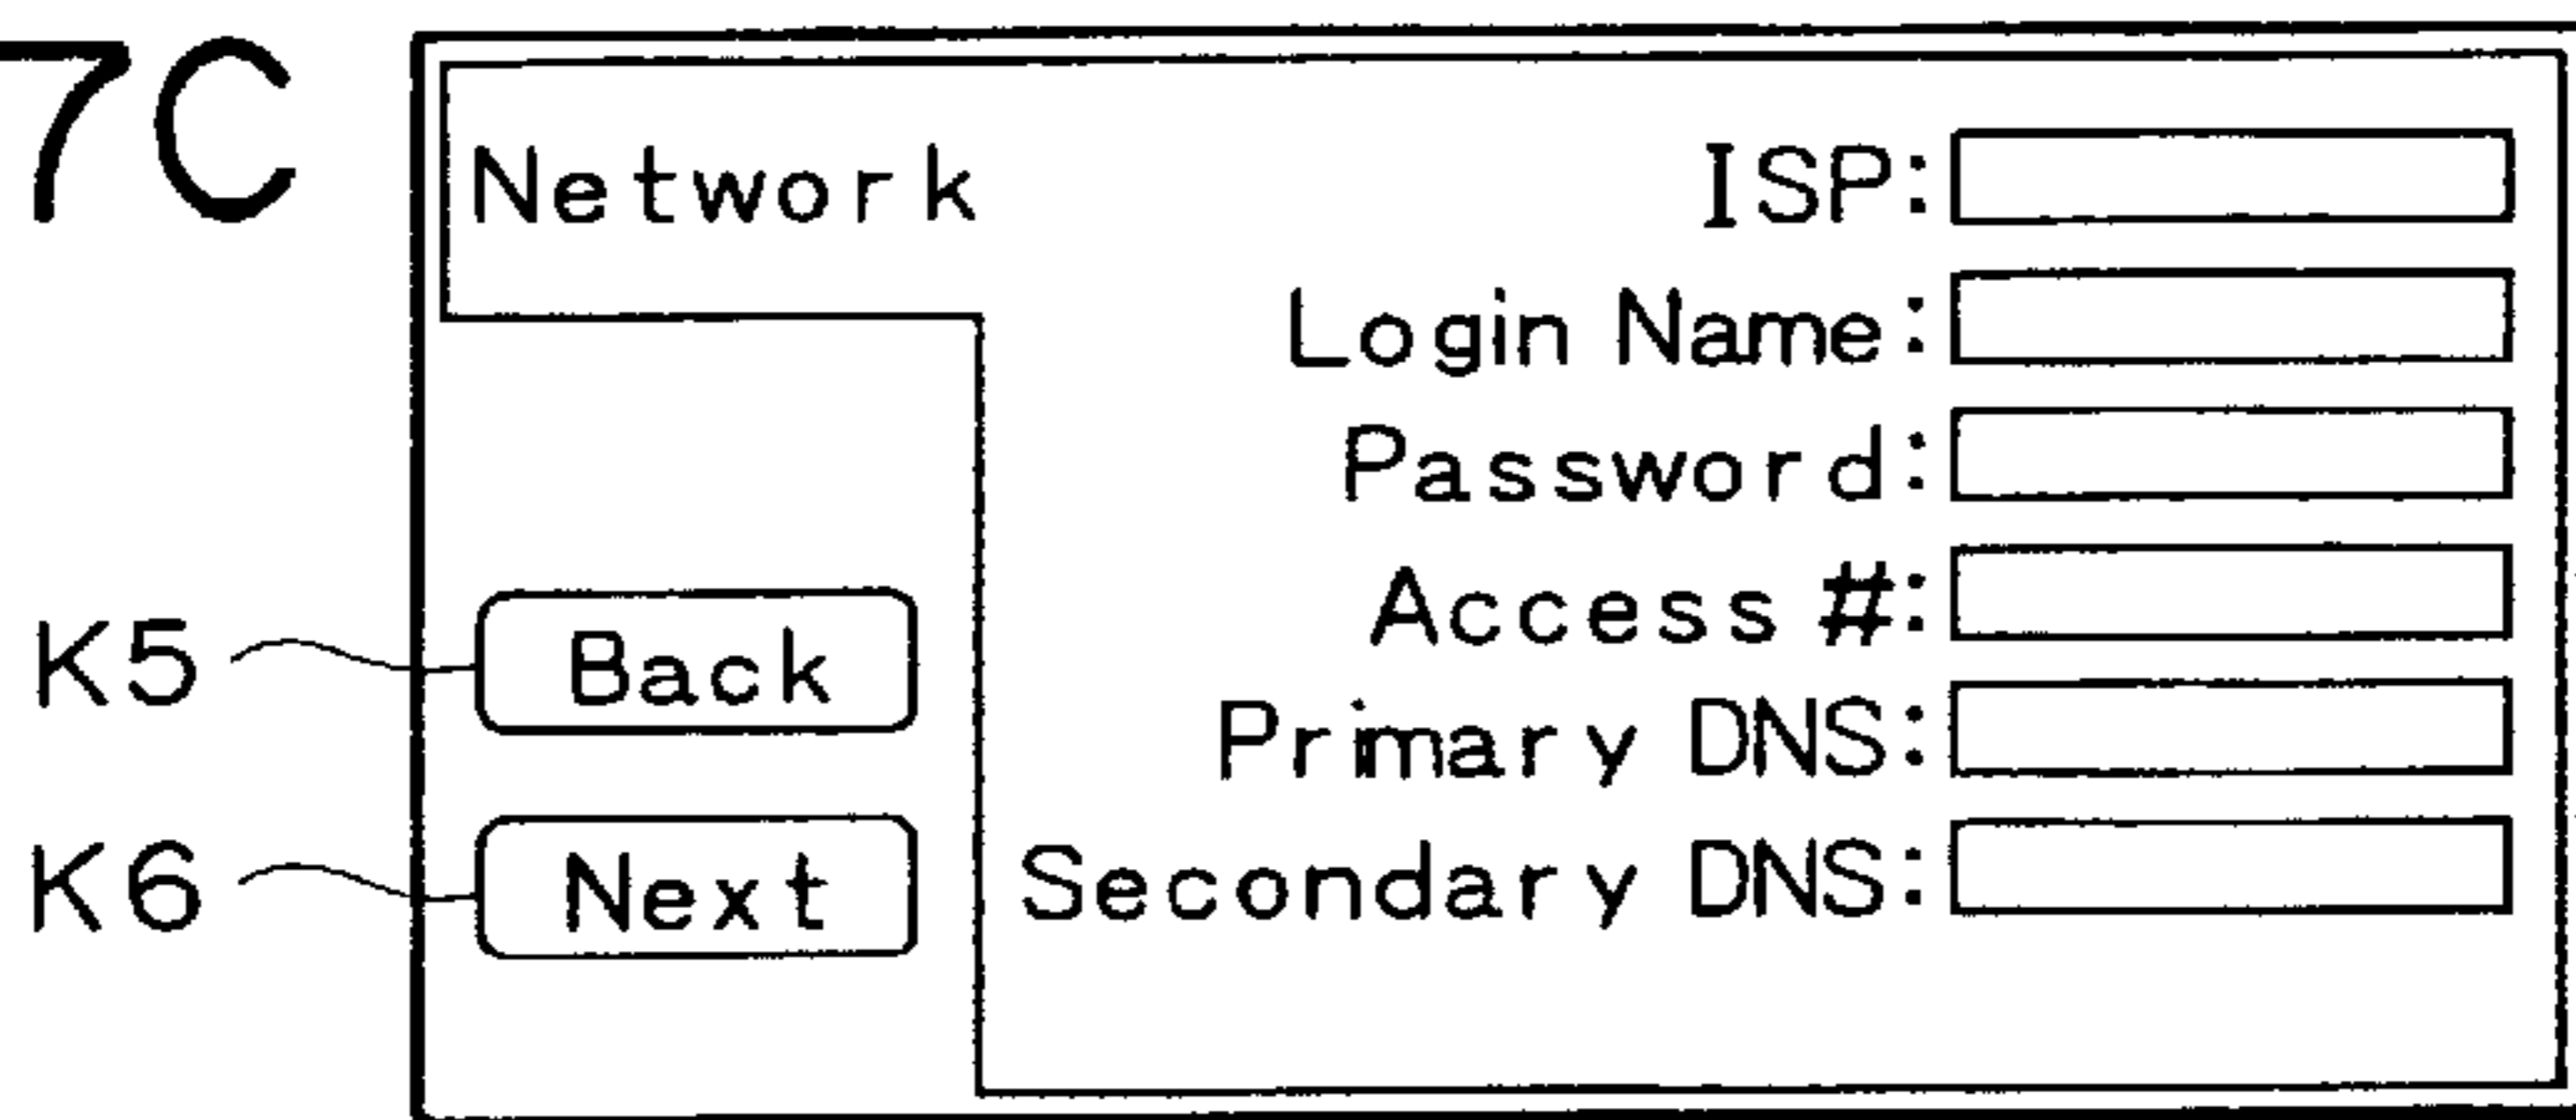 7C
Network
ISP:
Login Name:
Password:
Access #:
Primary DNS:
Secondary DNS:
K5
Back
K6
Next